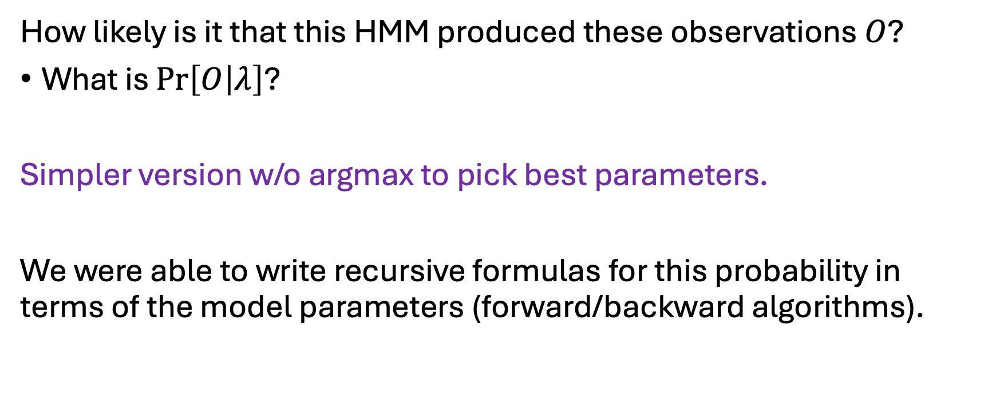 How likely is it that this HMM produced these observations 𝑂?
• What is Pr[𝑂|𝜆]?
Simpler version w/o argmax to pick best parameters.
We were able to write recursive formulas for this probability in
terms of the model parameters (forward/backward algorithms).